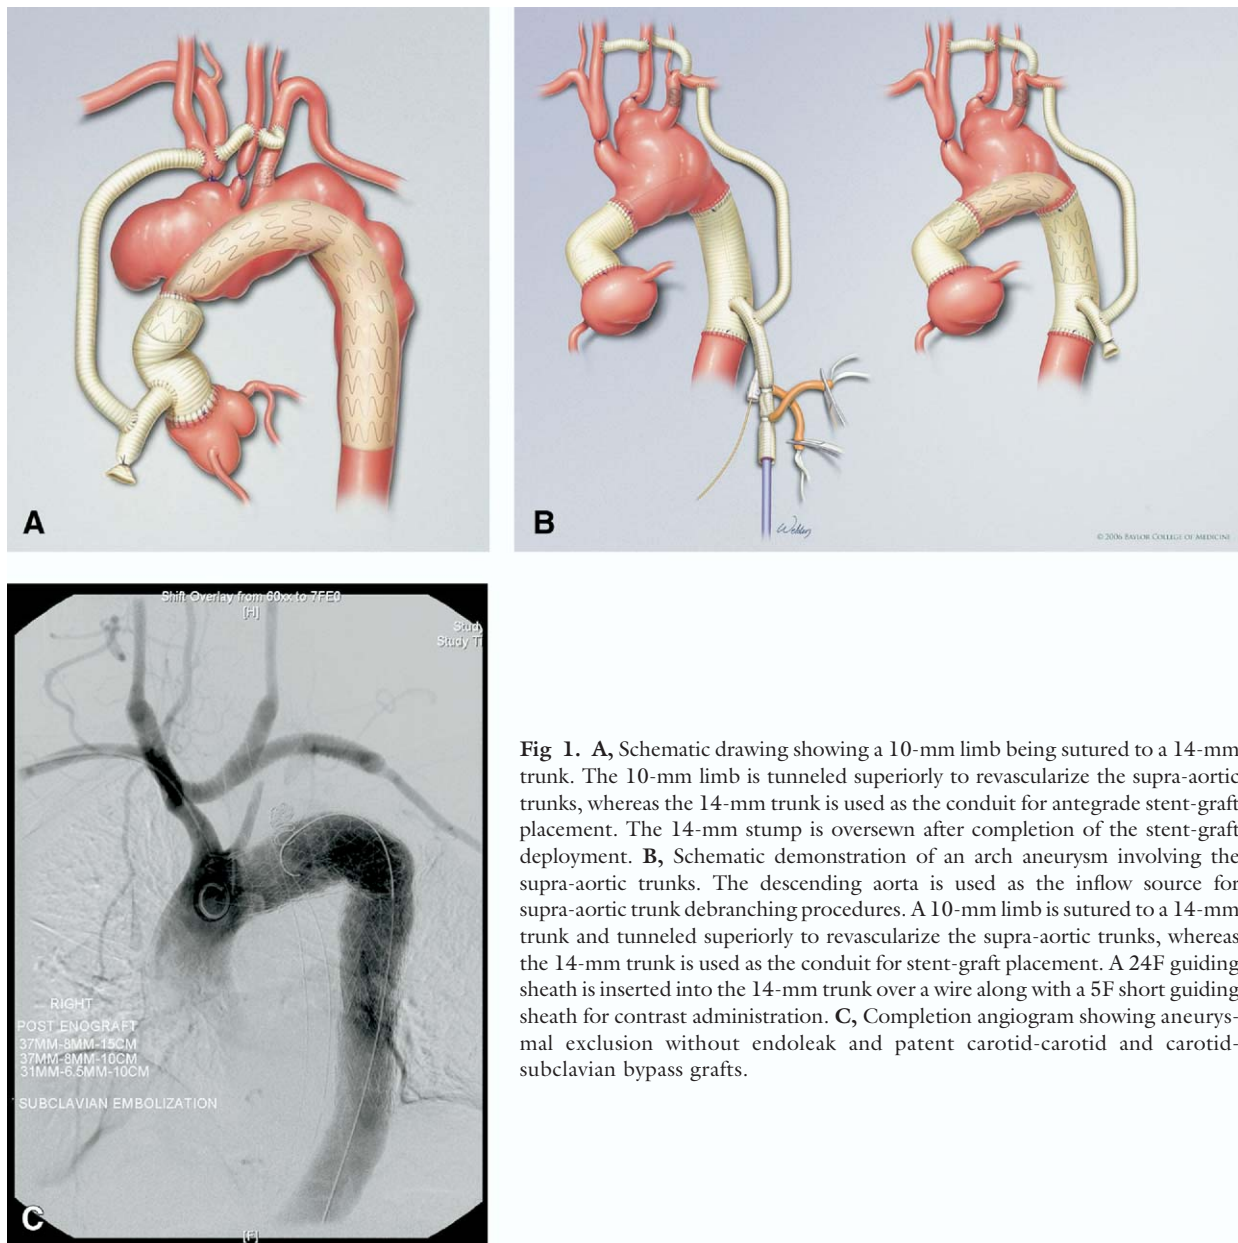 A
B
Welden
© 2006 BAYLOR COLLEGE OF MEDICINE
Shift Overlay from 60xx to 7FE0
[H]
Study
Study T
RIGHT
POST ENOGRAFT
37MM-8MM-15CM
37MM-8MM-10CM
31MM-6.5MM-10CM
SUBCLAVIAN EMBOLIZATION
C
[F]
Fig 1. A, Schematic drawing showing a 10-mm limb being sutured to a 14-mm
trunk. The 10-mm limb is tunneled superiorly to revascularize the supra-aortic
trunks, whereas the 14-mm trunk is used as the conduit for antegrade stent-graft
placement. The 14-mm stump is oversewn after completion of the stent-graft
deployment. B, Schematic demonstration of an arch aneurysm involving the
supra-aortic trunks. The descending aorta is used as the inflow source for
supra-aortic trunk debranching procedures. A 10-mm limb is sutured to a 14-mm
trunk and tunneled superiorly to revascularize the supra-aortic trunks, whereas
the 14-mm trunk is used as the conduit for stent-graft placement. A 24F guiding
sheath is inserted into the 14-mm trunk over a wire along with a 5F short guiding
sheath for contrast administration. C, Completion angiogram showing aneurys-
mal exclusion without endoleak and patent carotid-carotid and carotid-
subclavian bypass grafts.